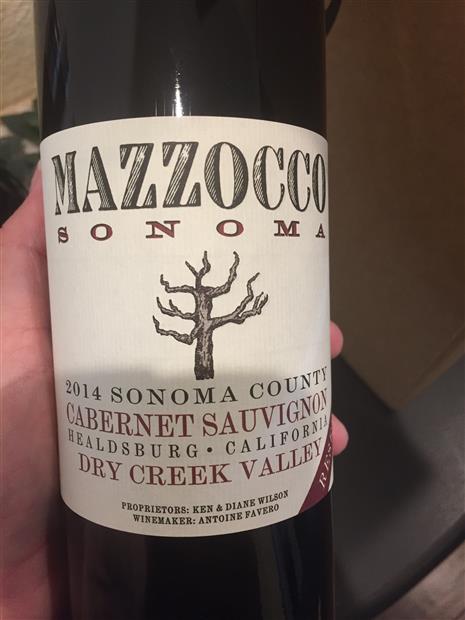 MAZZOCCO
SONOMA
2014 SONOMA COUNTY
CABERNET SAUVIGNON
HEALDSBURG • CALIFORNIA
DRY CREEK VALLEY
PROPRIETORS: KEN & DIANE WILSON
WINEMAKER: ANTOINE FAVERO